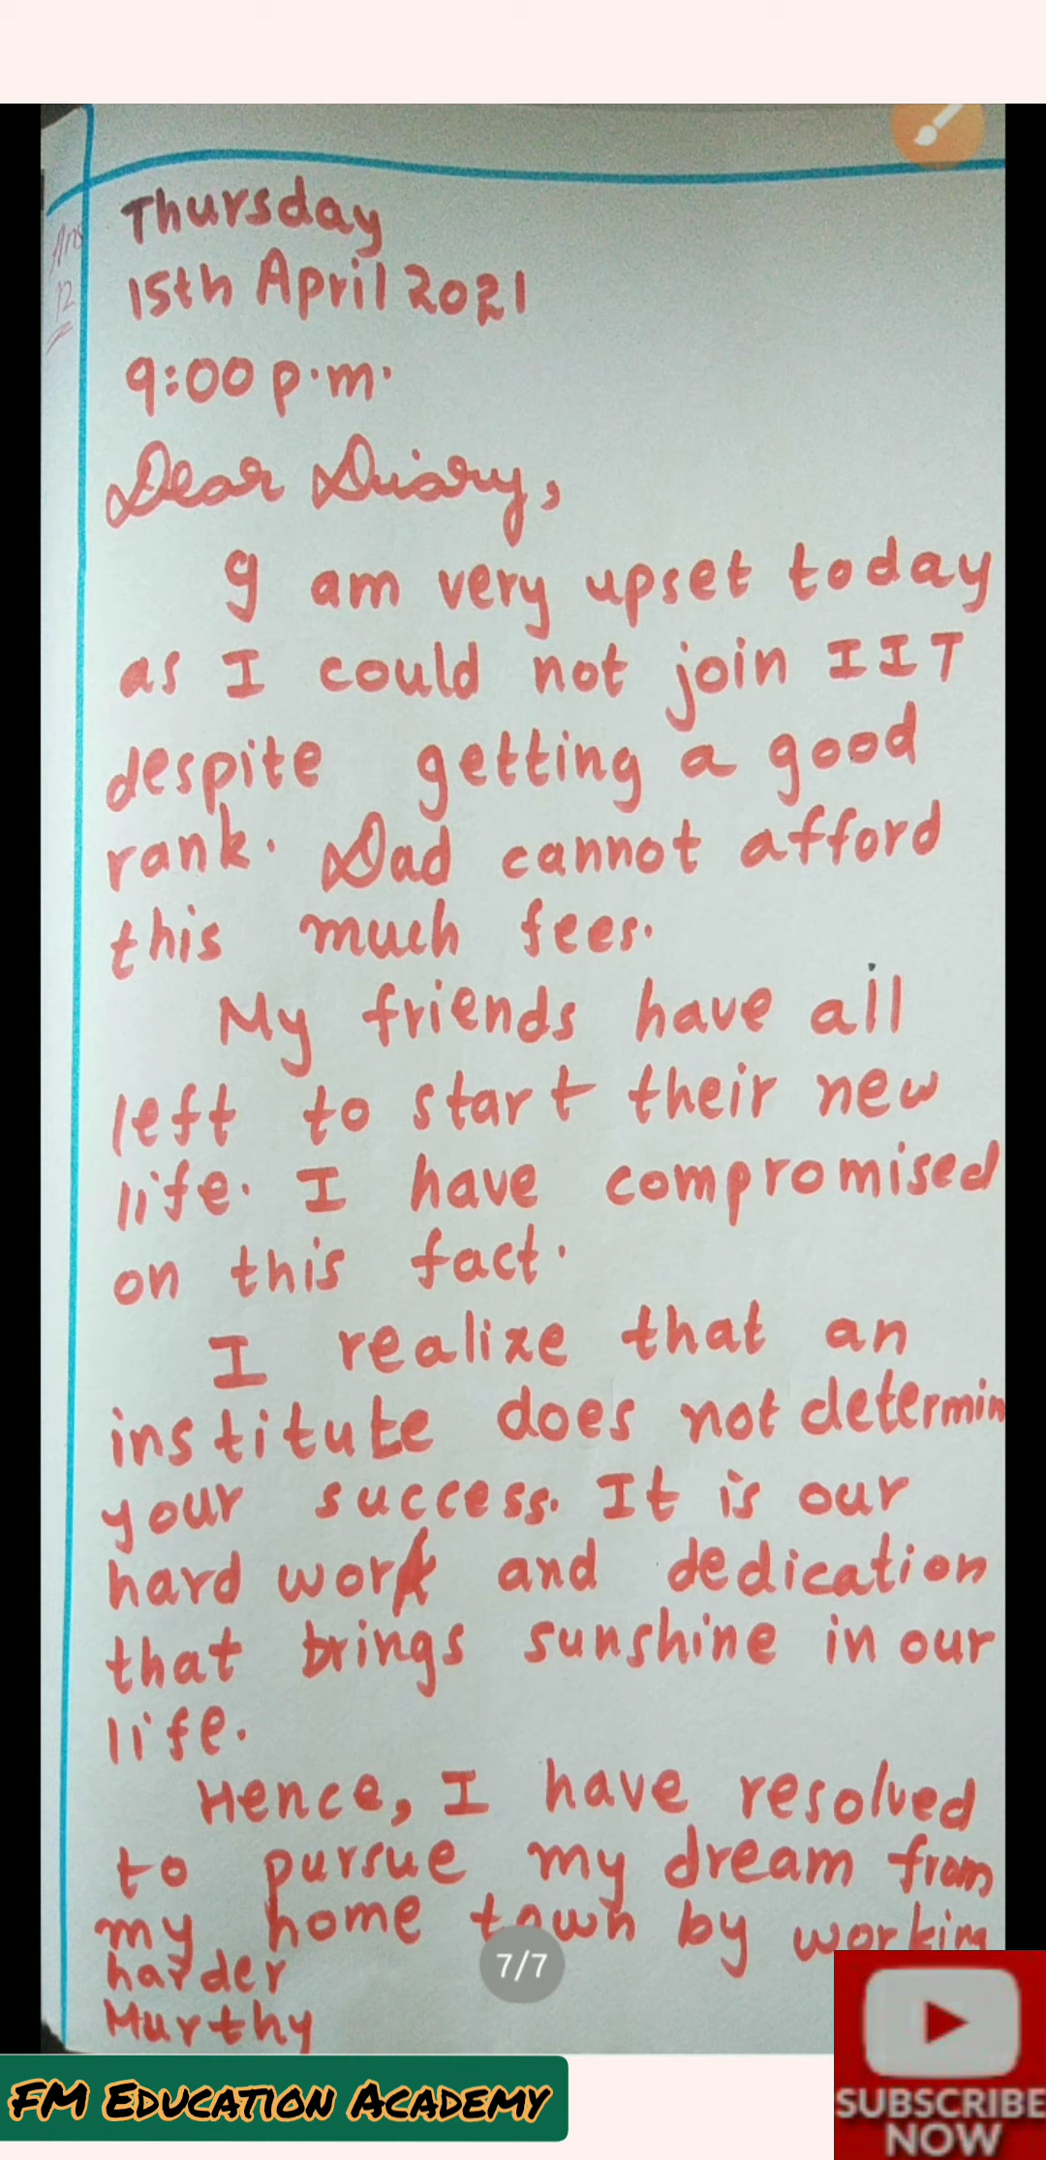 Ans
12
Thursday
15th April 2021
9:00 p.m.
Dear Diary,
I am very upset today
as I could not join IIT
despite getting a good
rank. Dad cannot afford
this much fees.
My friends have all
left to start their new
life. I have compromised
on this fact.
I realize that an
institute does not determin
your success. It is our
hard work and dedication
that brings sunshine in our
life.
Hence, I have resolved
to pursue my dream from
my home town by workin
harder
Murthy
7/7
FM EDUCATION ACADEMY
SUBSCRIBE
NOW